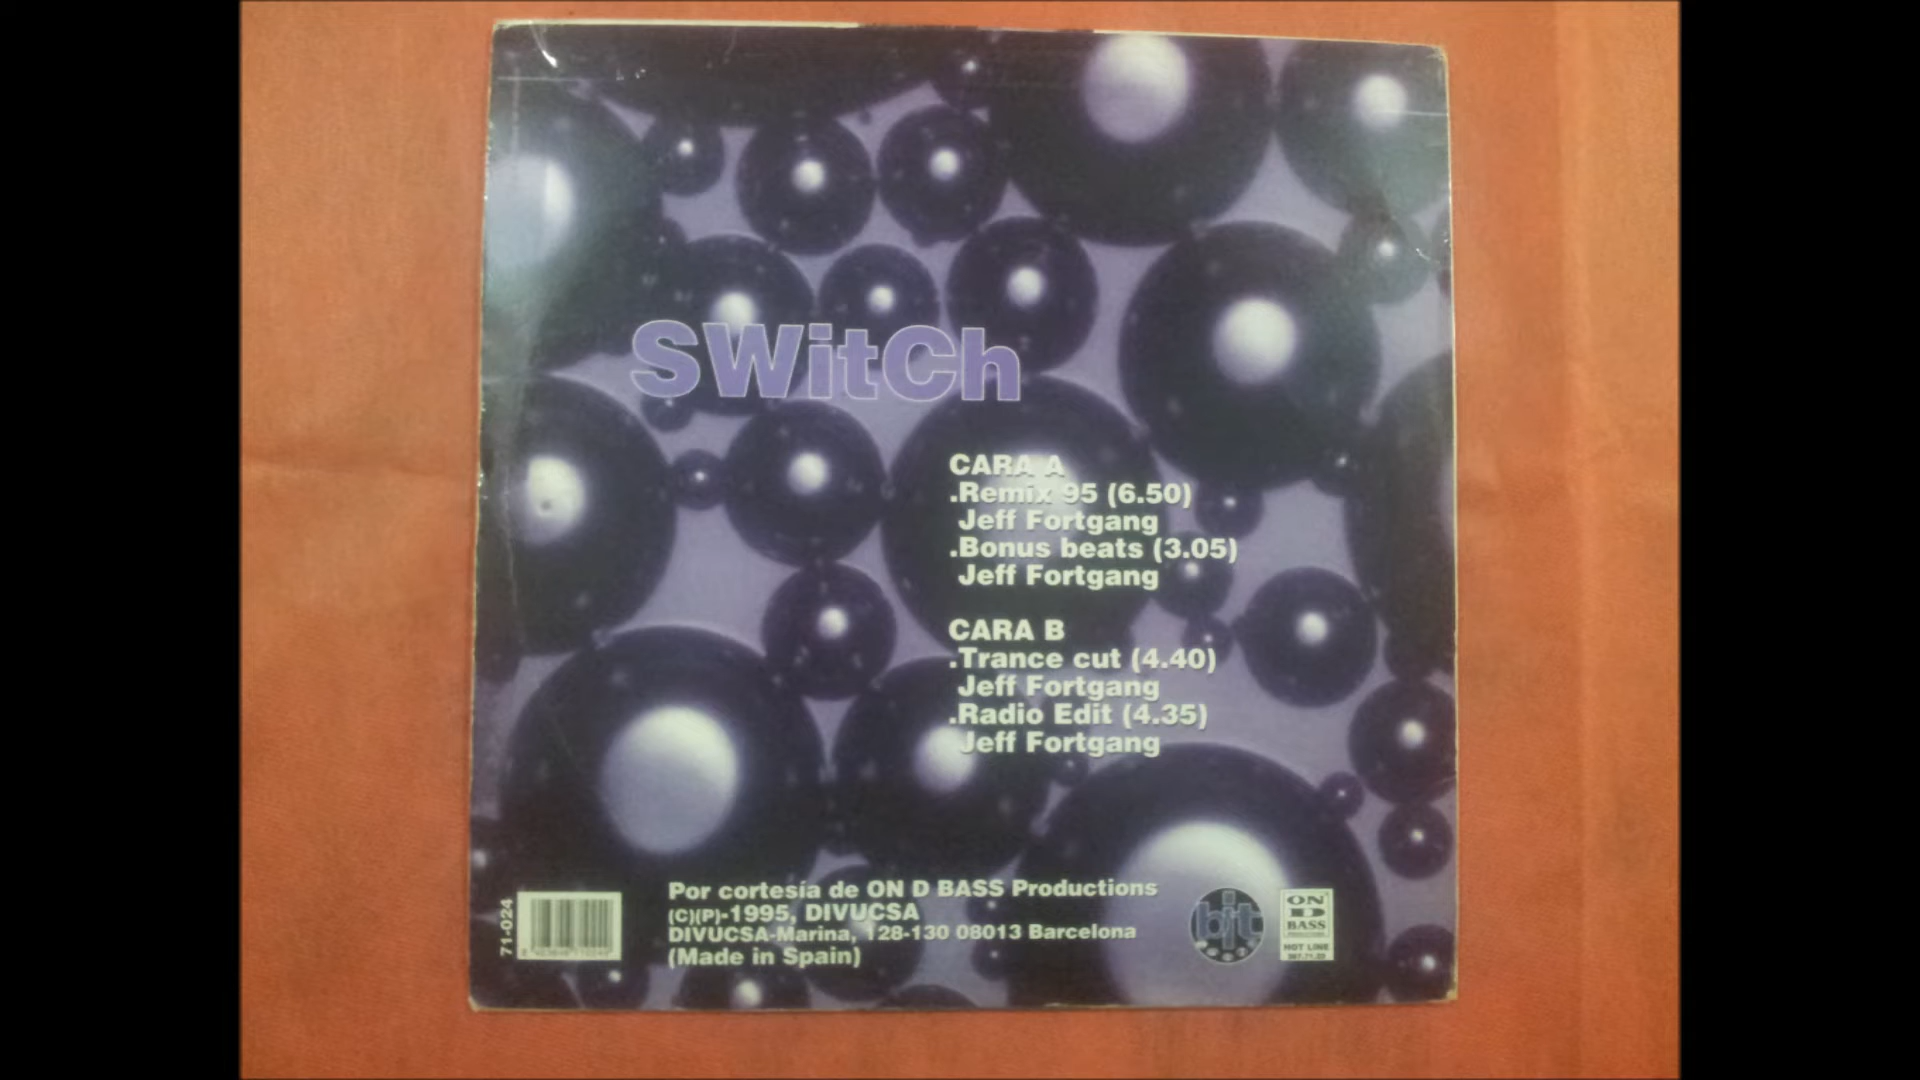 SWitCh
CARA A
.Remix 95 (6.50)
Jeff Fortgang
.Bonus beats (3.05)
Jeff Fortgang
CARA B
.Trance cut (4.40)
Jeff Fortgang
.Radio Edit (4.35)
Jeff Fortgang
71-024
Por cortesía de ON D BASS Productions
(C)(P)-1995, DIVUCSA
DIVUCSA-Marina, 128-130 08013 Barcelona
(Made in Spain)
bit
ON
D
BASS
HOT LINE